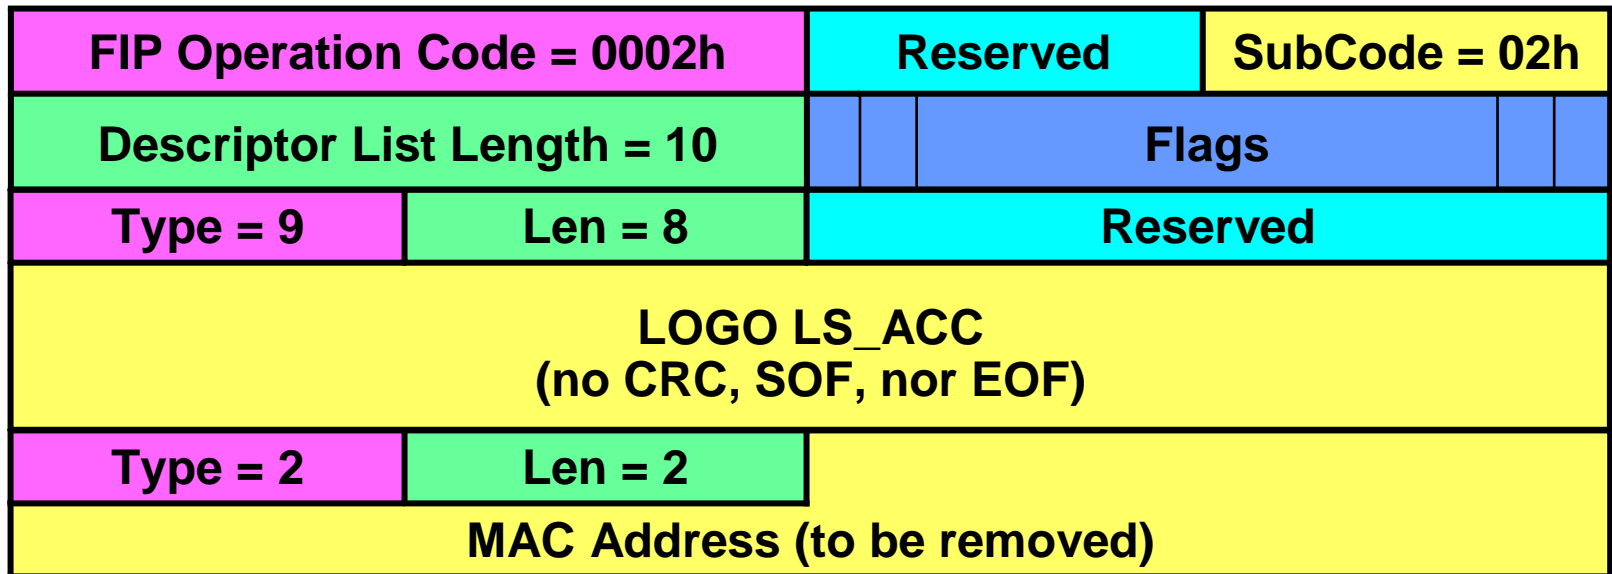 FIP Operation Code = 0002h Reserved SubCode = 02h
Descriptor List Length = 10 Flags
Type = 9 Len = 8 Reserved
LOGO LS_ACC
(no CRC, SOF, nor EOF)
Type = 2 Len = 2
MAC Address (to be removed)